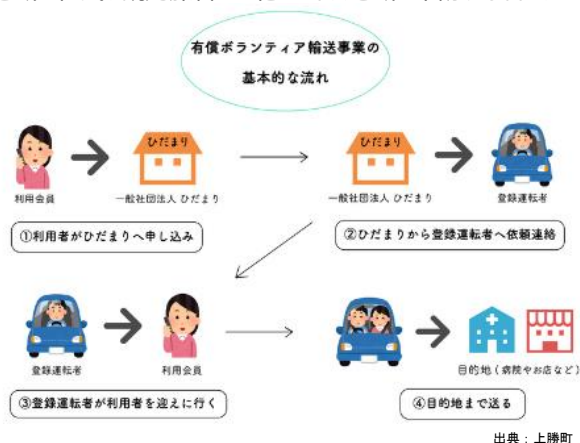 有償ボランティア輸送事業の
基本的な流れ
ひだまり
利用会員
一般社団法人 ひだまり
ひだまり
一般社団法人 ひだまり
登録運転者
①利用者がひだまりへ申し込み
②ひだまりから登録運転者へ依頼連絡
登録運転者
利用会員
目的地(病院やお店など)
③登録運転者が利用者を迎えに行く
④目的地まで送る
出典:上勝町